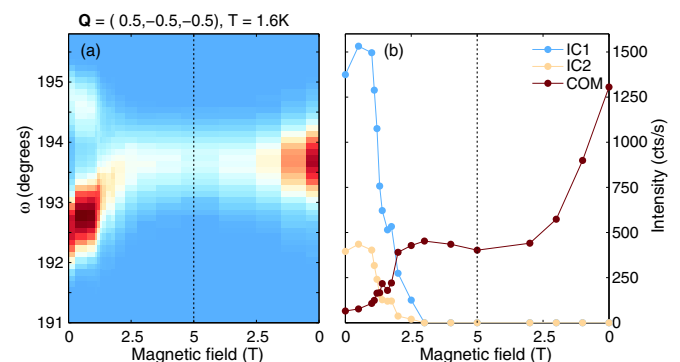 Q = ( 0.5,−0.5,−0.5), T = 1.6K
(a)
195
194
193
192
191
ω (degrees)
0 2.5 5 2.5 0
Magnetic field (T)
(b)
IC1
IC2
COM
1500
1250
1000
750
500
250
0
Intensity (cts/s)
0 2.5 5 2.5 0
Magnetic field (T)